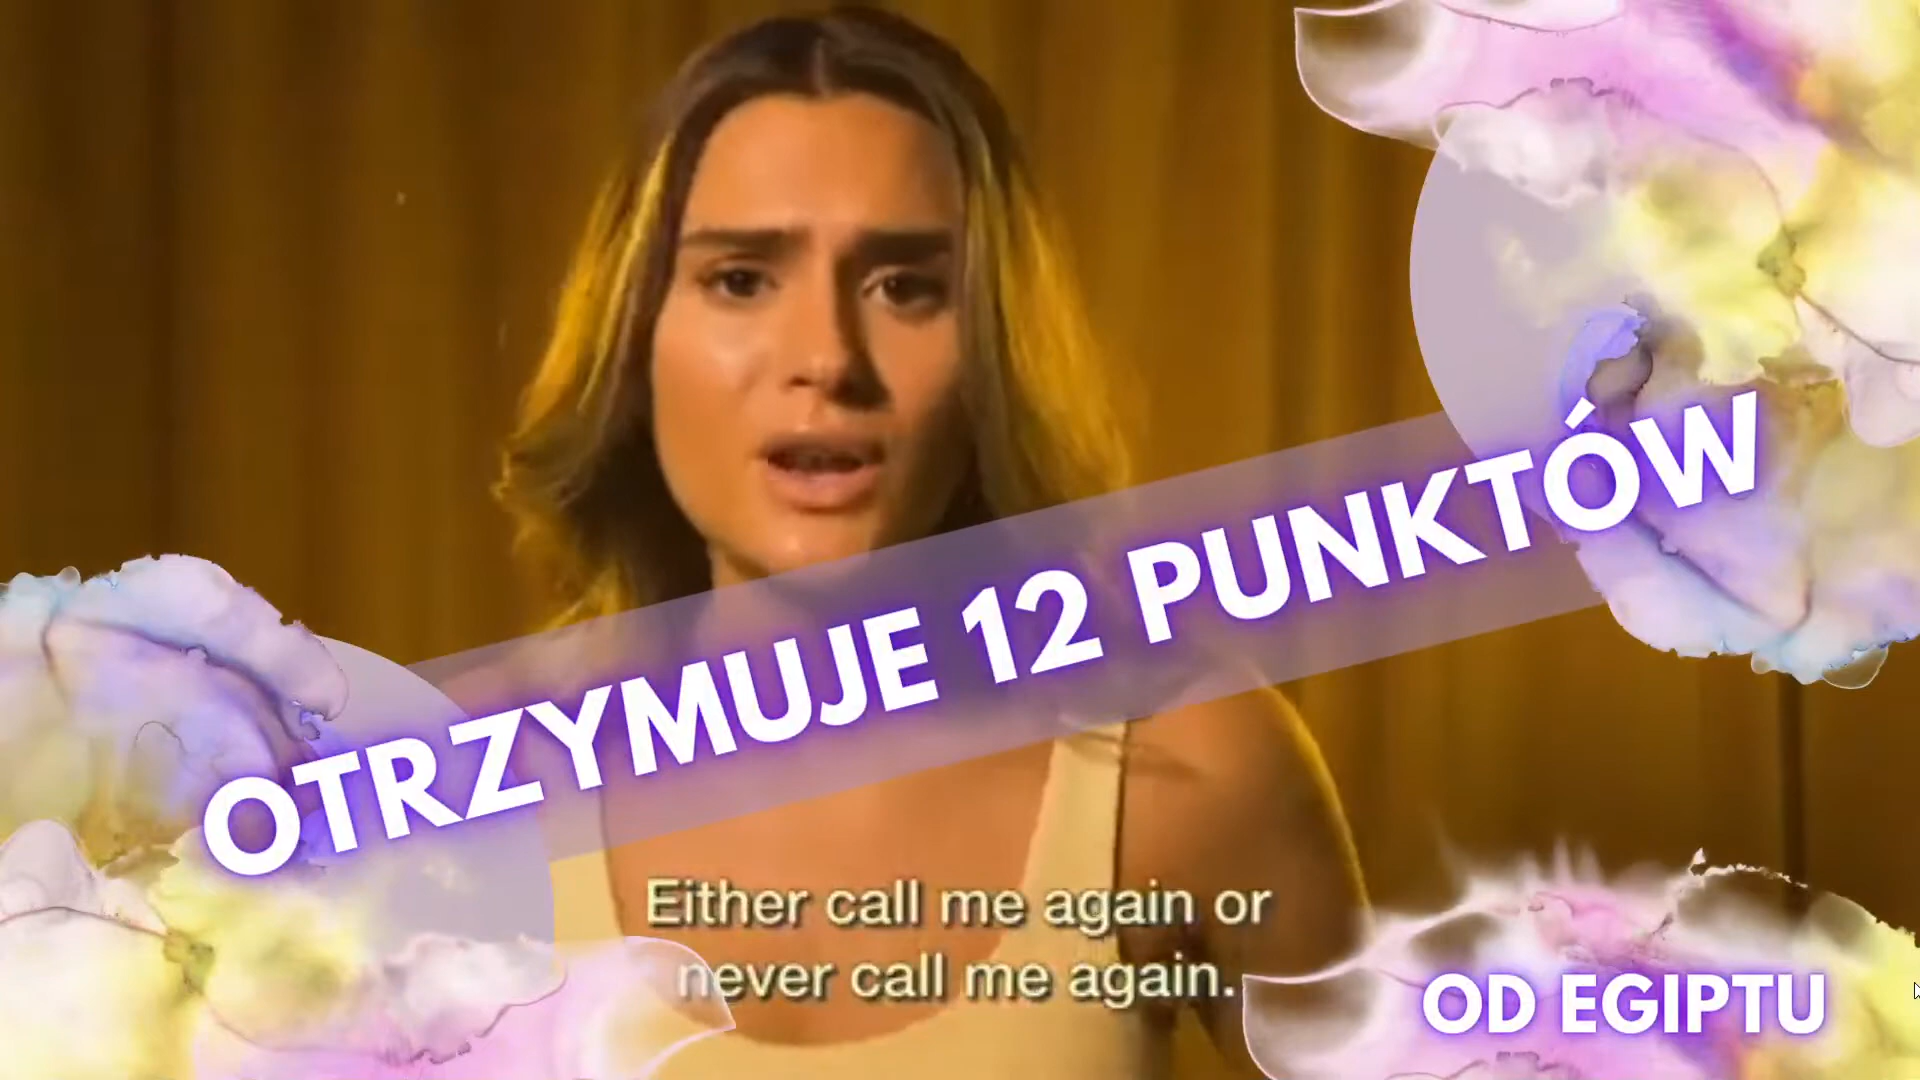 OTRZYMUJE 12 PUNKTÓW
Either call me again or
never call me again.
OD EGIPTU